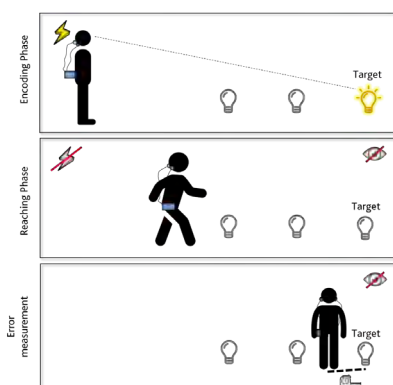 Encoding Phase
Target
Reaching Phase
Target
Error
measurement
Target